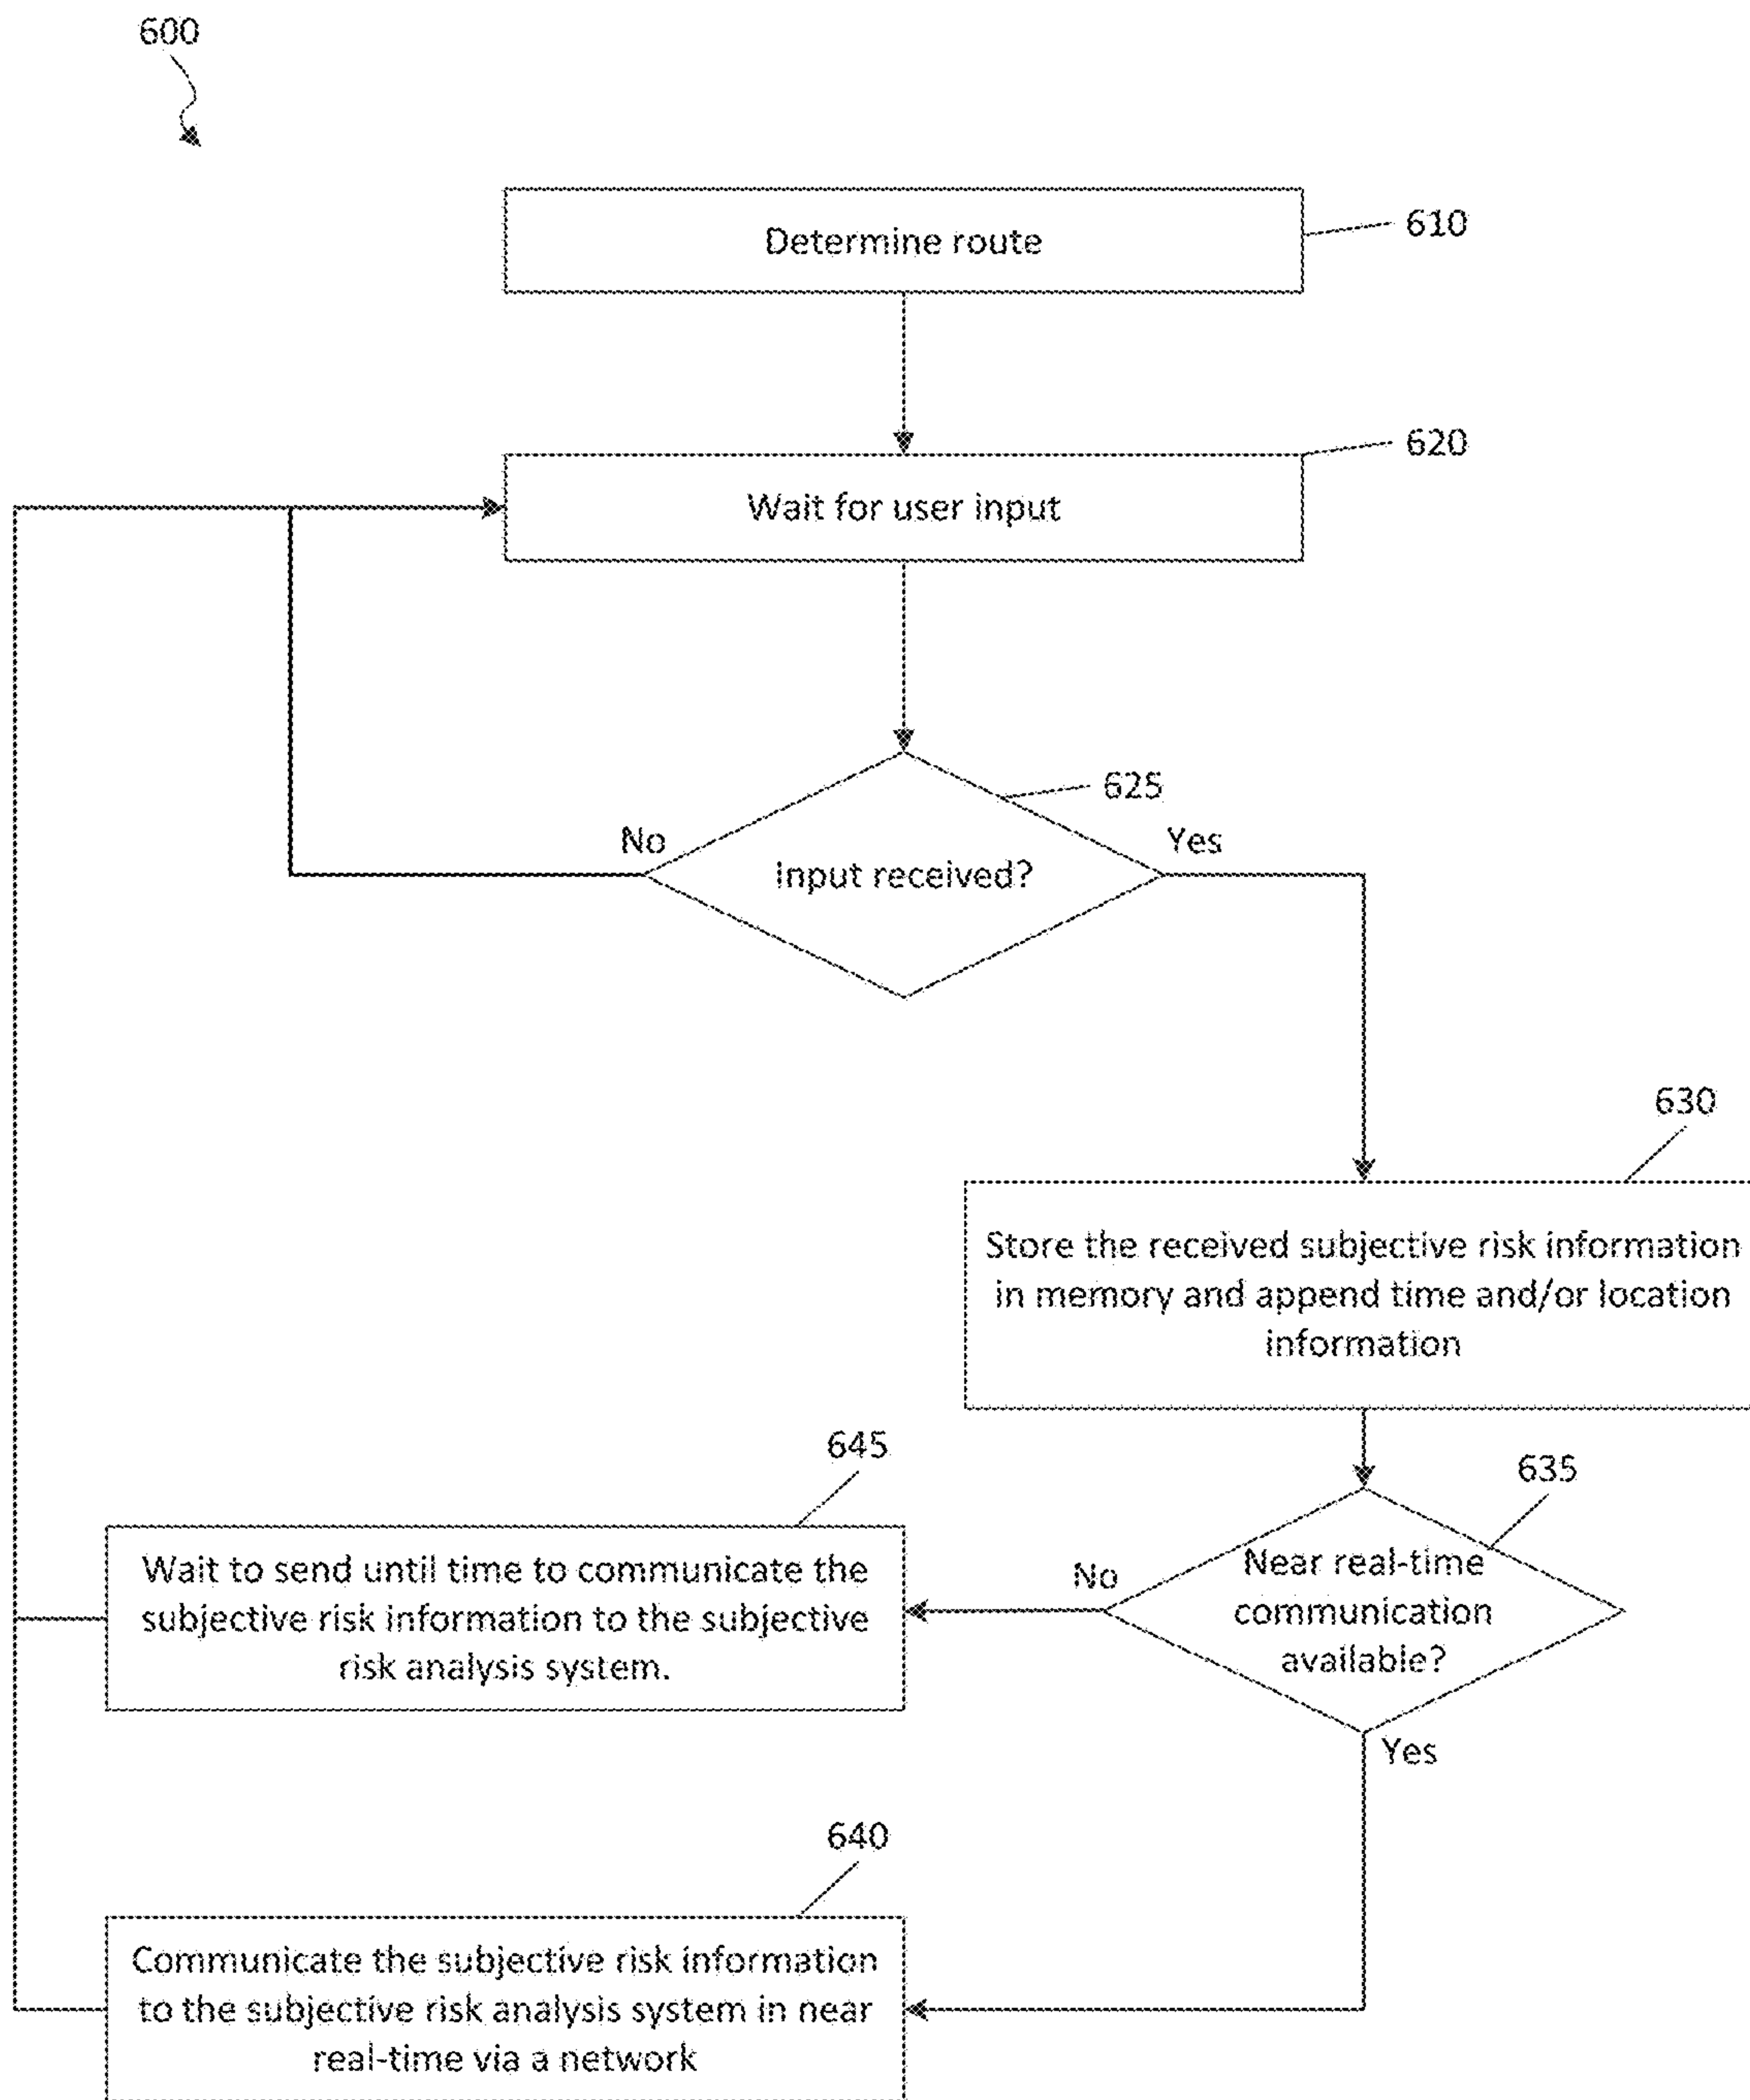 600
Determine route
610
Wait for user input
620
625
No
Yes
Input received?
630
Store the received subjective risk information
in memory and append time and/or location
information
645
635
Wait to send until time to communicate the
subjective risk information to the subjective
risk analysis system.
No
Near real-time
communication
available?
Yes
640
Communicate the subjective risk information
to the subjective risk analysis system in near
real-time via a network